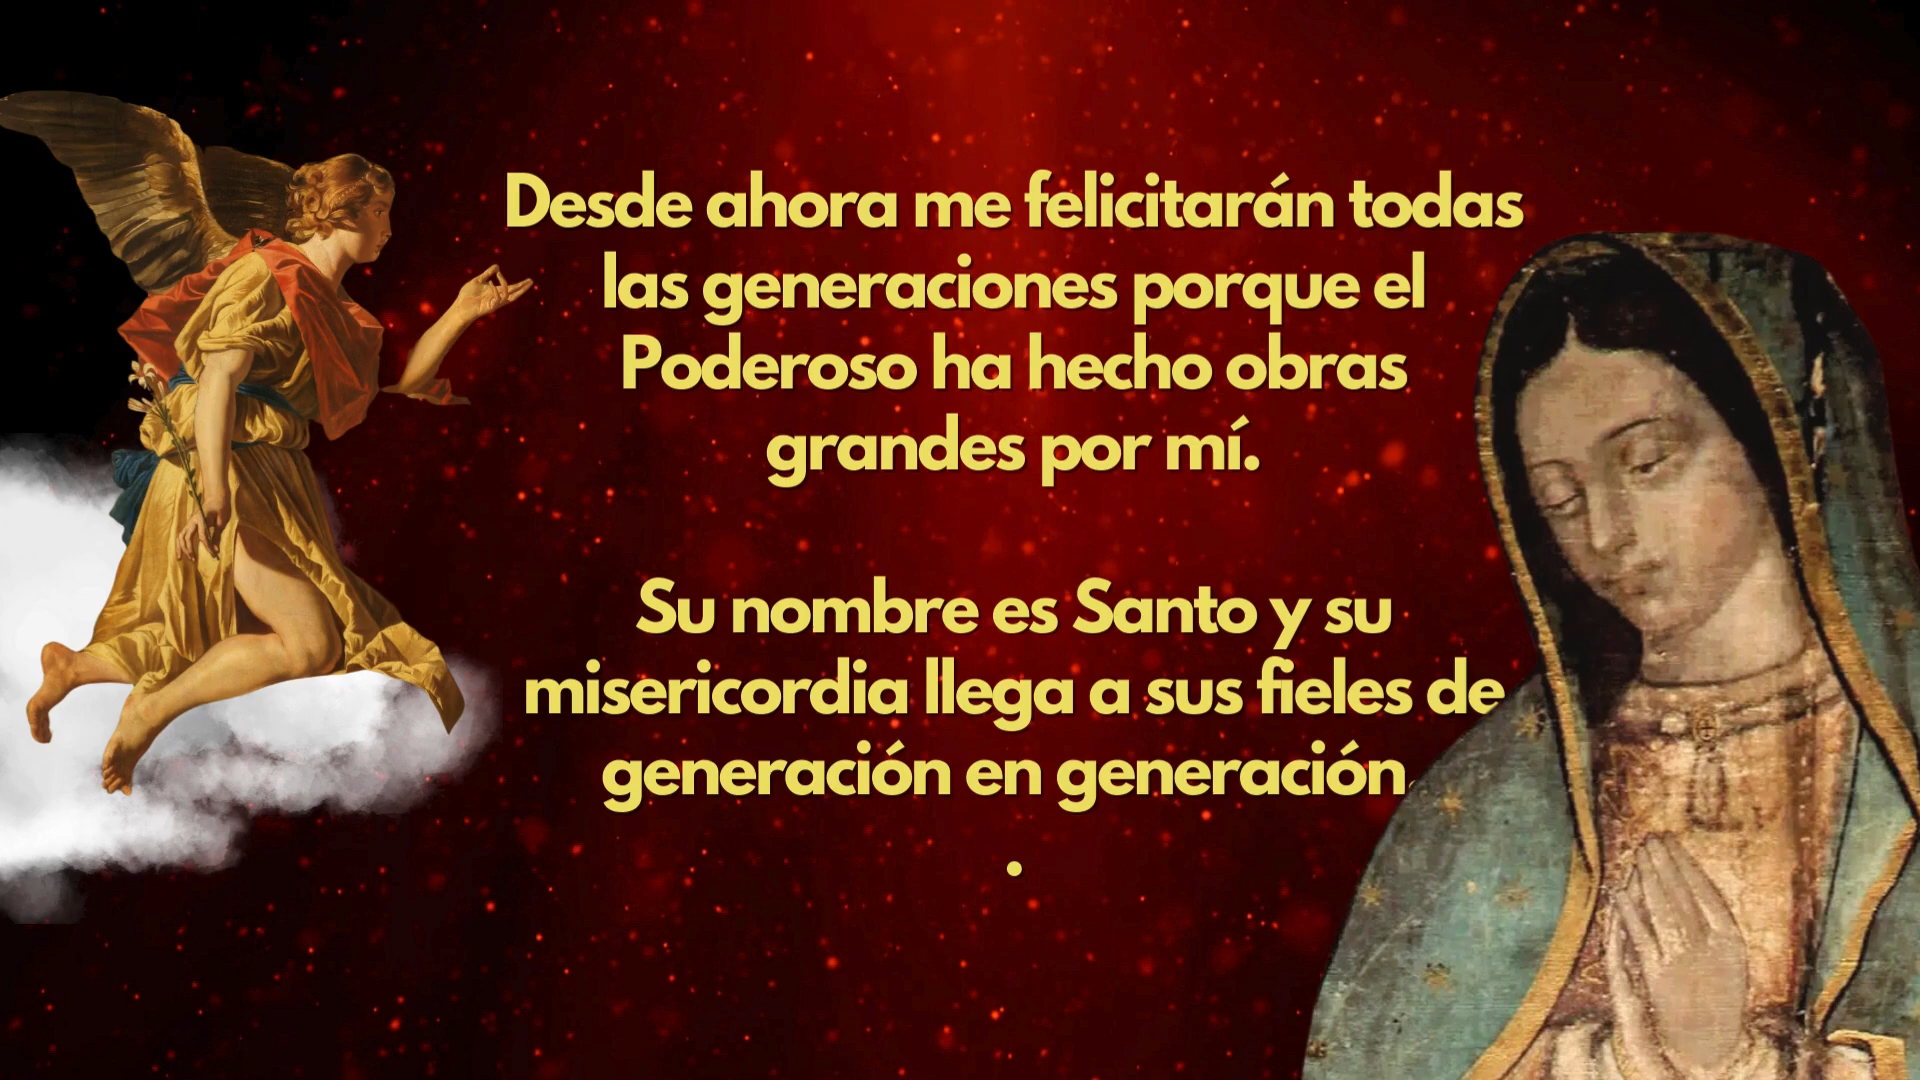 Desde ahora me felicitarán todas
las generaciones porque el
Poderoso ha hecho obras
grandes por mí.
Su nombre es Santo y su
misericordia llega a sus fieles de
generación en generación.
.